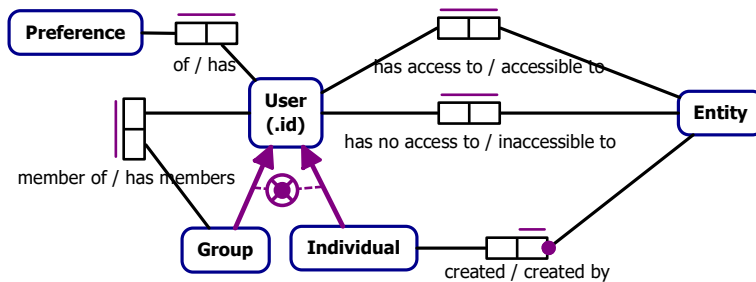 Preference
of / has
has access to / accessible to
User
(.id)
Entity
has no access to / inaccessible to
member of / has members
Group
Individual
created / created by